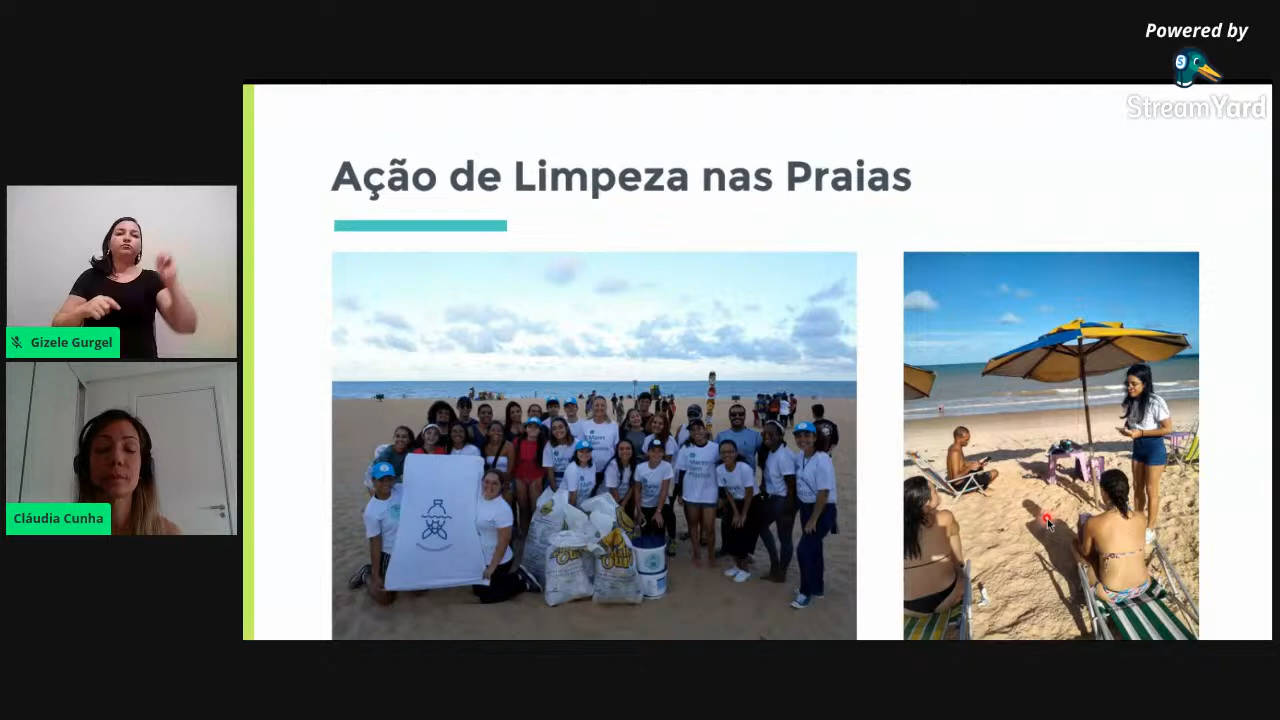 Powered by
StreamYard
Ação de Limpeza nas Praias
Gizele Gurgel
Cláudia Cunha